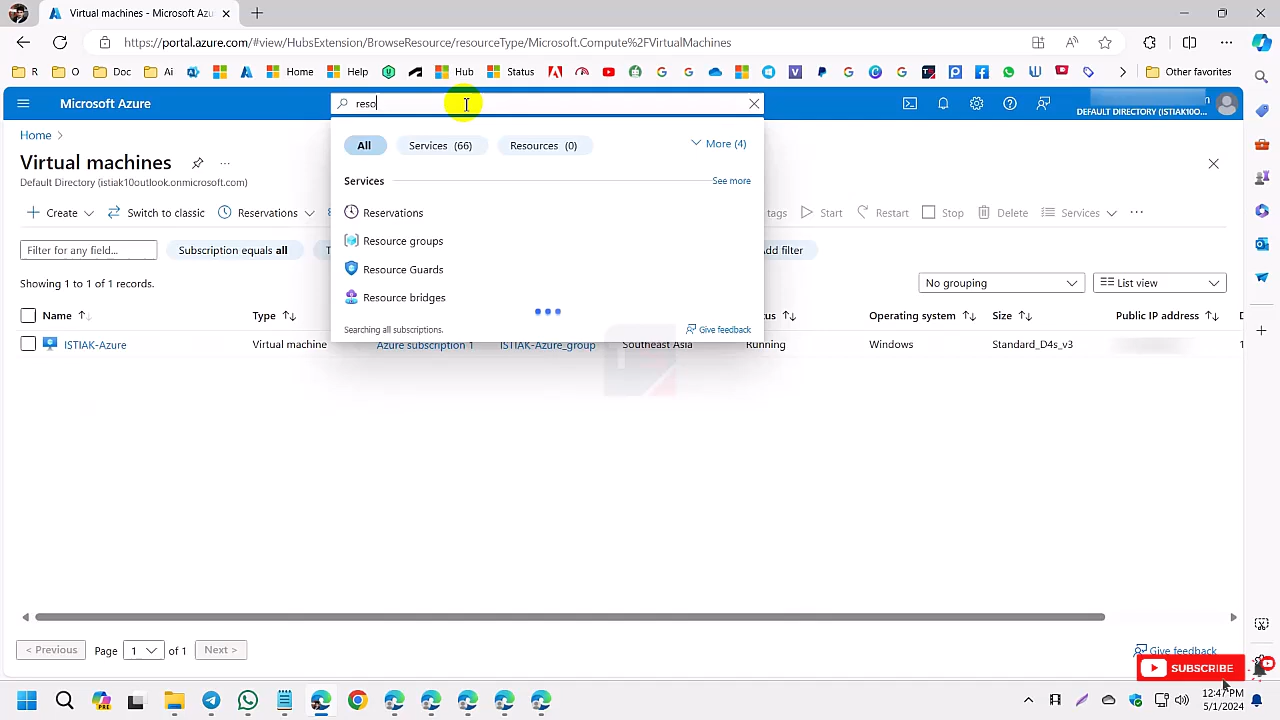 Virtual machines - Microsoft Azu
https://portal.azure.com/#view/HubsExtension/BrowseResource/resourceType/Microsoft.Compute%2FVirtualMachines
R O Doc Ai Home Help Hub Status Other favorites
Microsoft Azure
reso
DEFAULT DIRECTORY (ISTIAK10O...
Home
All Services (66) Resources (0) More (4)
Virtual machines
Default Directory (istiak10outlook.onmicrosoft.com)
Services See more
Create Switch to classic Reservations tags Start Restart Stop Delete Services
Reservations
Resource groups
Resource Guards
Resource bridges
Searching all subscriptions. Give feedback
Filter for any field... Subscription equals all
Showing 1 to 1 of 1 records. No grouping List view
Name Type Operating system Size Public IP address
ISTIAK-Azure Virtual machine Azure subscription 1 ISTIAK-Azure_group Southeast Asia Running Windows Standard_D4s_v3
< Previous Page 1 of 1 Next >
Give feedback
SUBSCRIBE
PRE
12:47 PM
5/1/2024